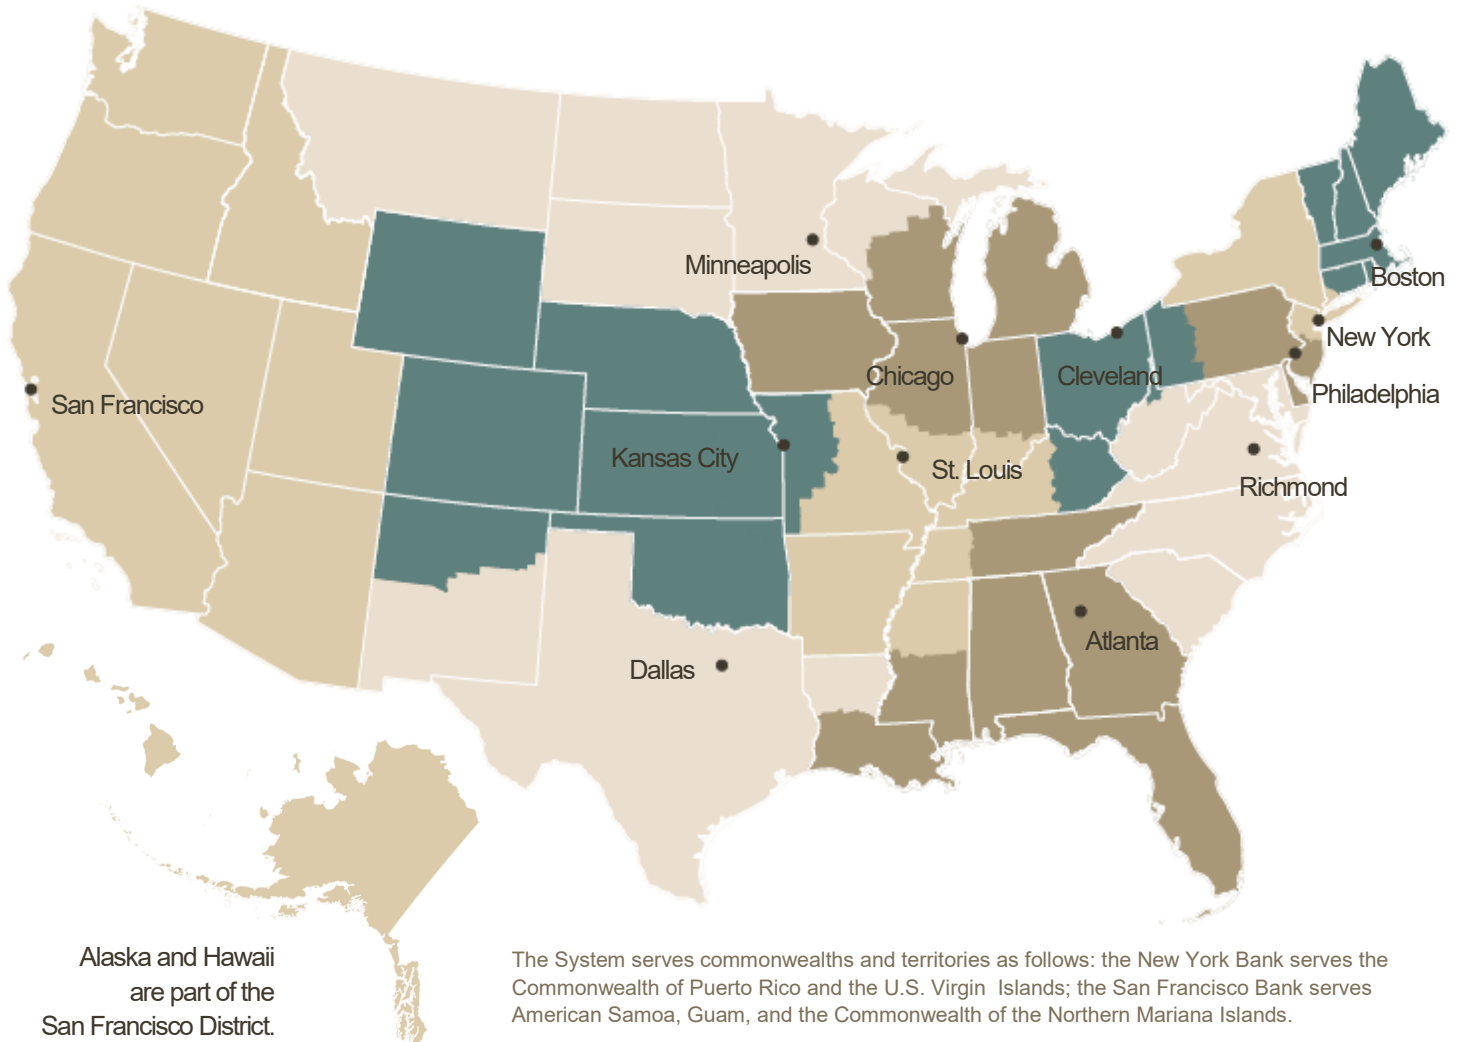 Minneapolis
Boston
New York
Chicago
Cleveland
Philadelphia
San Francisco
Kansas City
St. Louis
Richmond
Atlanta
Dallas
Alaska and Hawaii
are part of the
San Francisco District.
The System serves commonwealths and territories as follows: the New York Bank serves the
Commonwealth of Puerto Rico and the U.S. Virgin Islands; the San Francisco Bank serves
American Samoa, Guam, and the Commonwealth of the Northern Mariana Islands.